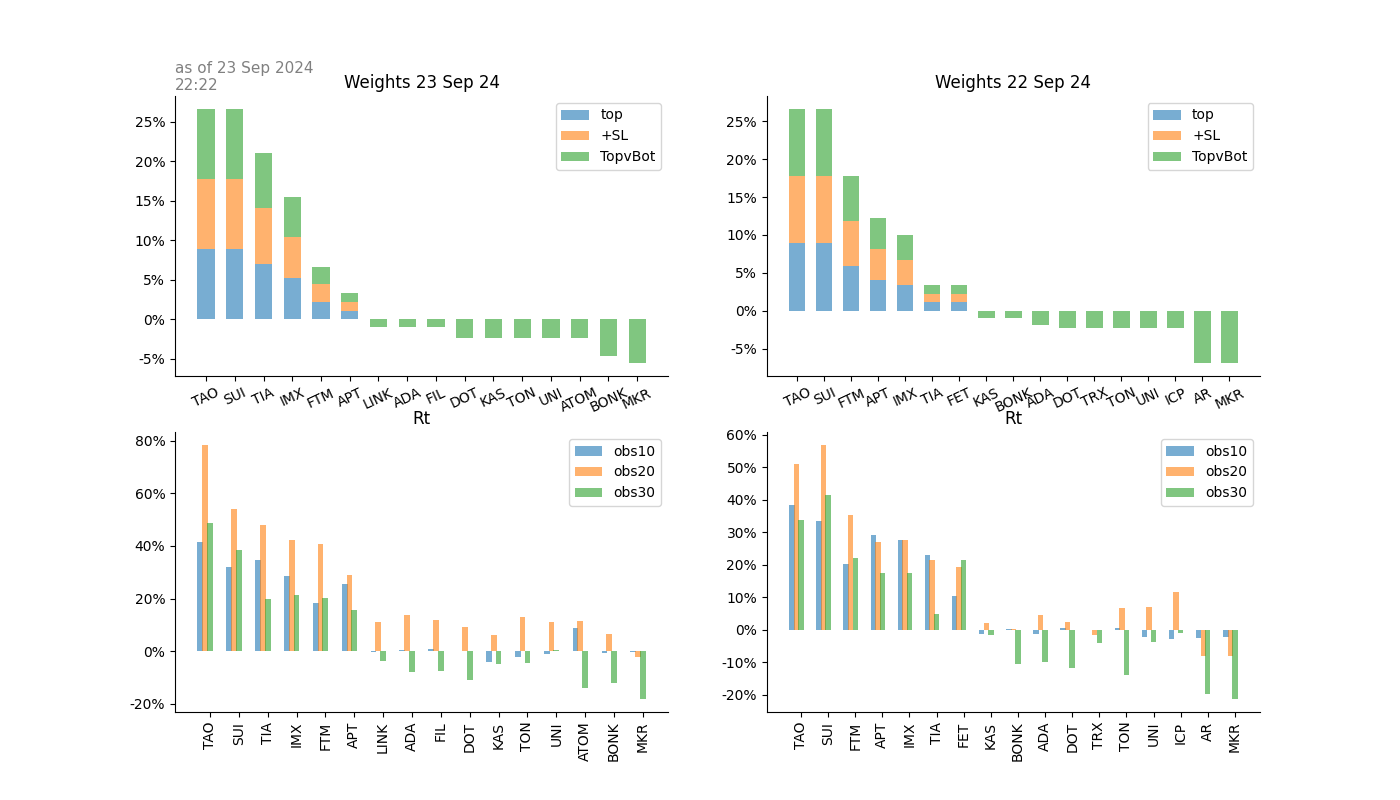 as of 23 Sep 2024
22:22
Weights 23 Sep 24
25%
20%
15%
10%
5%
0%
-5%
top
+SL
TopvBot
TAO SUI TIA IMX FTM APT LINK ADA FIL DOT KAS TON UNI ATOM BONK MKR
Weights 22 Sep 24
25%
20%
15%
10%
5%
0%
-5%
top
+SL
TopvBot
TAO SUI FTM APT IMX TIA FET KAS BONK ADA DOT TRX TON UNI ICP AR MKR
Rt
80%
60%
40%
20%
0%
-20%
obs10
obs20
obs30
TAO SUI TIA IMX FTM APT LINK ADA FIL DOT KAS TON UNI ATOM BONK MKR
Rt
60%
50%
40%
30%
20%
10%
0%
-10%
-20%
obs10
obs20
obs30
TAO SUI FTM APT IMX TIA FET KAS BONK ADA DOT TRX TON UNI ICP AR MKR